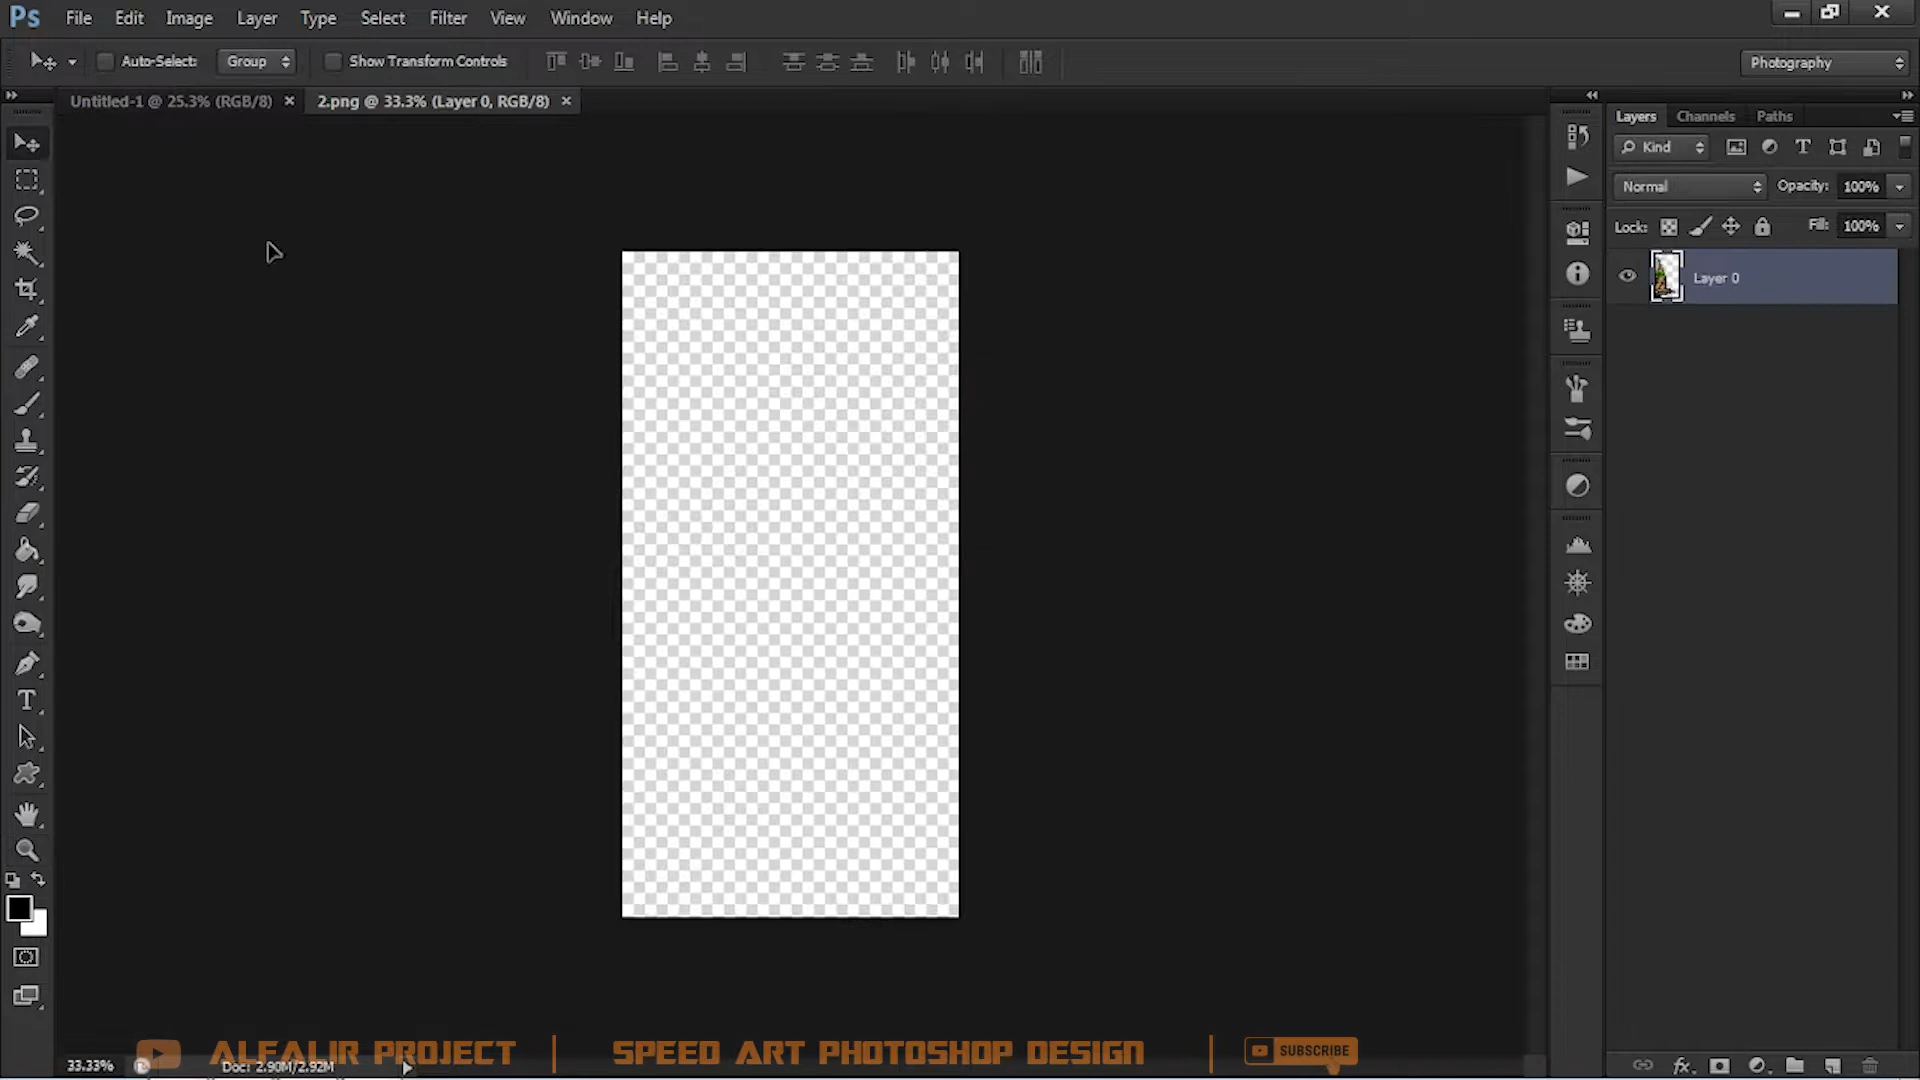 Ps File Edit Image Layer Type Select Filter View Window Help
Auto-Select: Group Show Transform Controls Photography
Untitled-1 @ 25.3% (RGB/8) × 2.png @ 33.3% (Layer 0, RGB/8) ×
Layers Channels Paths
Kind
Normal Opacity: 100%
Lock: Fill: 100%
Layer 0
ALFALIR PROJECT | SPEED ART PHOTOSHOP DESIGN | SUBSCRIBE
33.33% Doc: 2.90M/2.92M